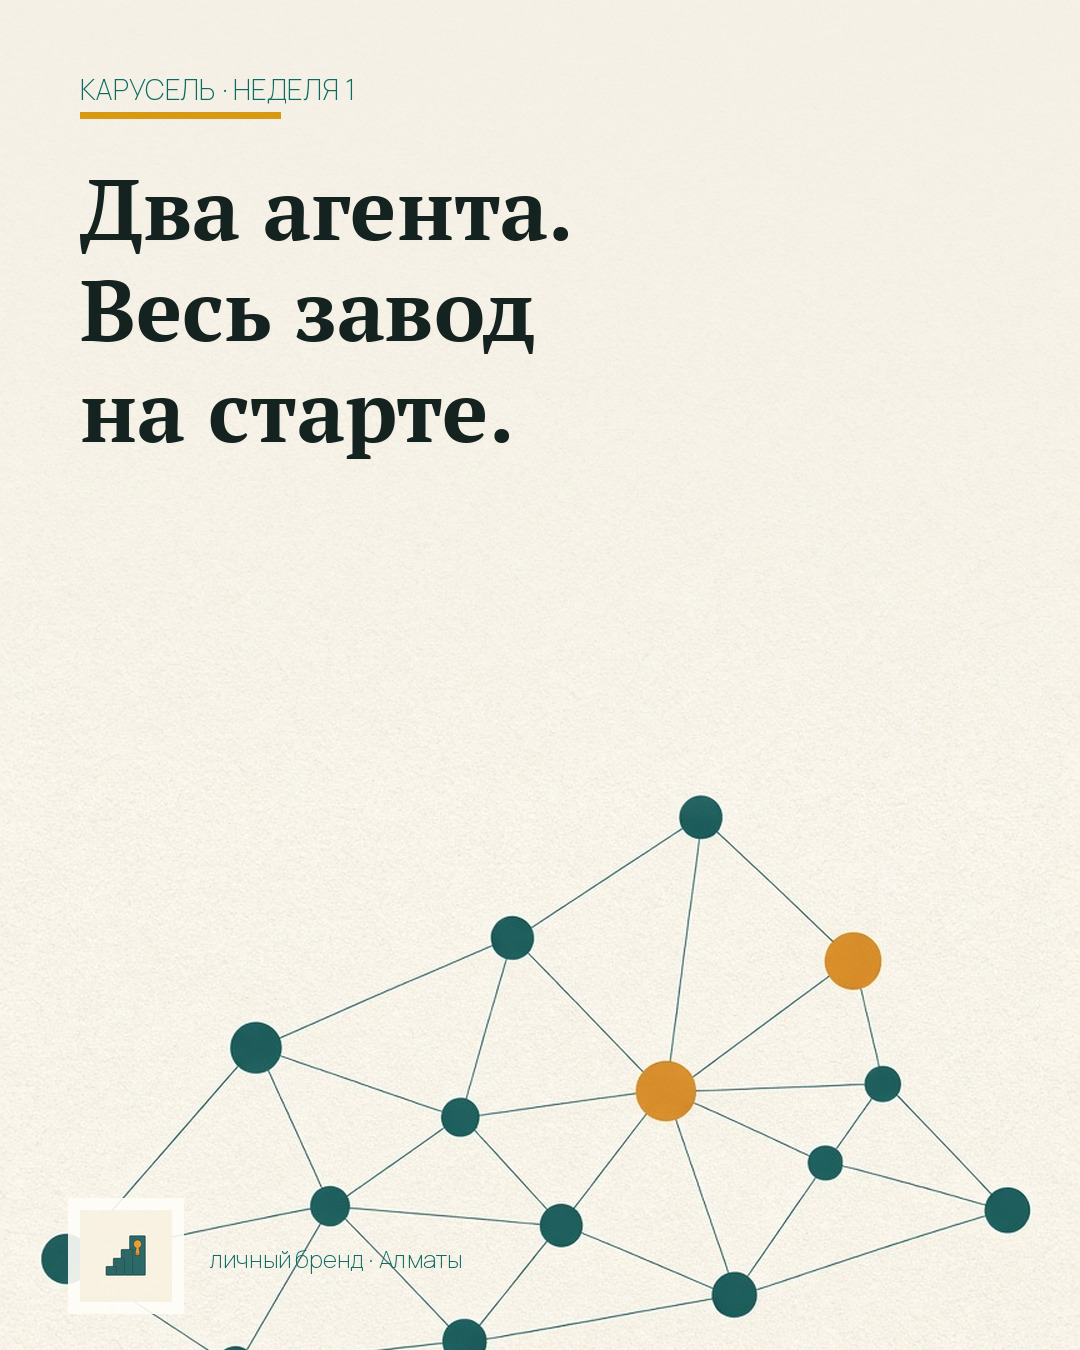 КАРУСЕЛЬ · НЕДЕЛЯ 1
Два агента.
Весь завод
на старте.
личный бренд · Алматы